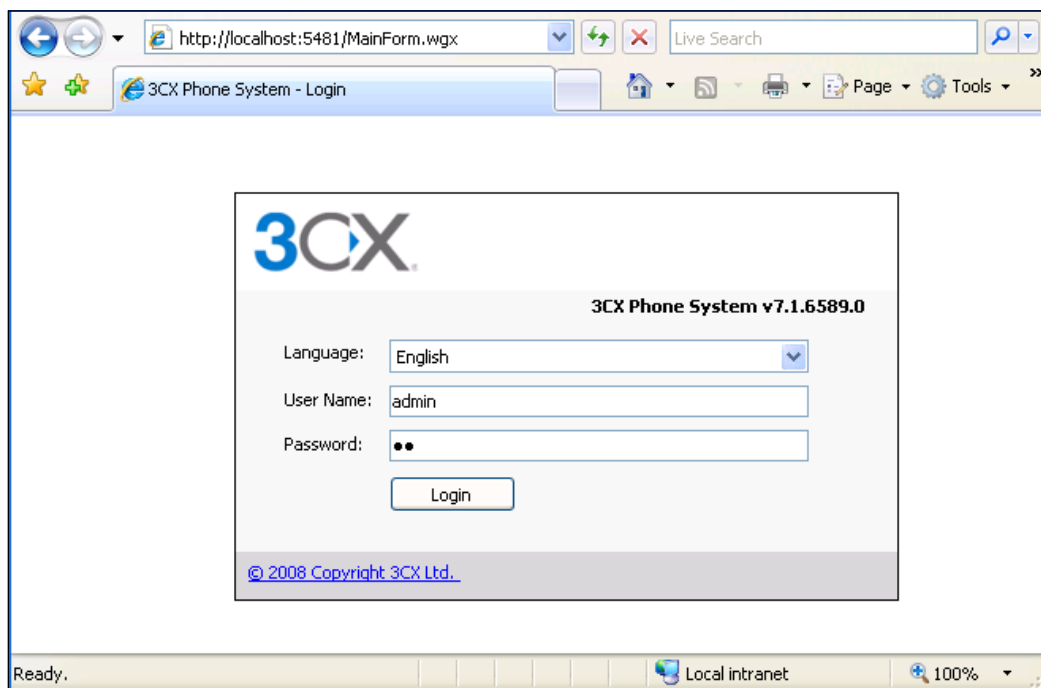 http://localhost:5481/MainForm.wgx
Live Search
3CX Phone System - Login
Page
Tools
»
3CX®
3CX Phone System v7.1.6589.0
Language:
English
User Name:
admin
Password:
••
Login
© 2008 Copyright 3CX Ltd.
Ready.
Local intranet
100%